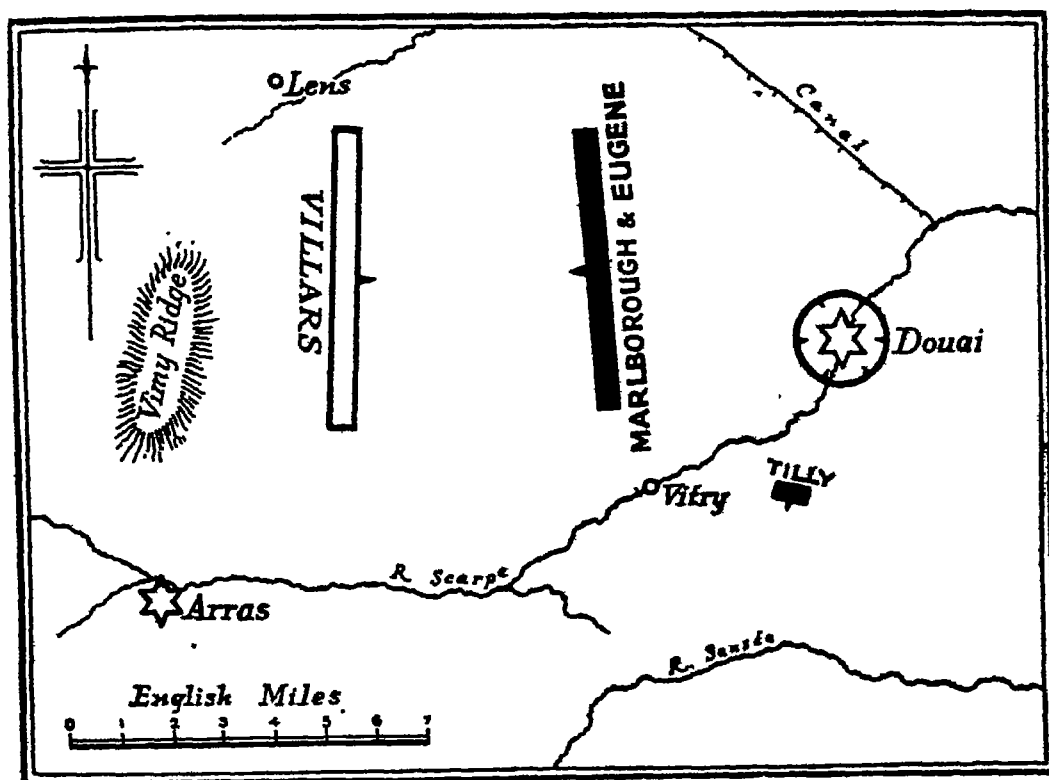 Lens
Canal
VILLARS
MARLBOROUGH & EUGENE
Vimy Ridge
Douai
TILLY
Vitry
R Scarpe
Arras
R. Sensée
English Miles
0 1 2 3 4 5 6 7